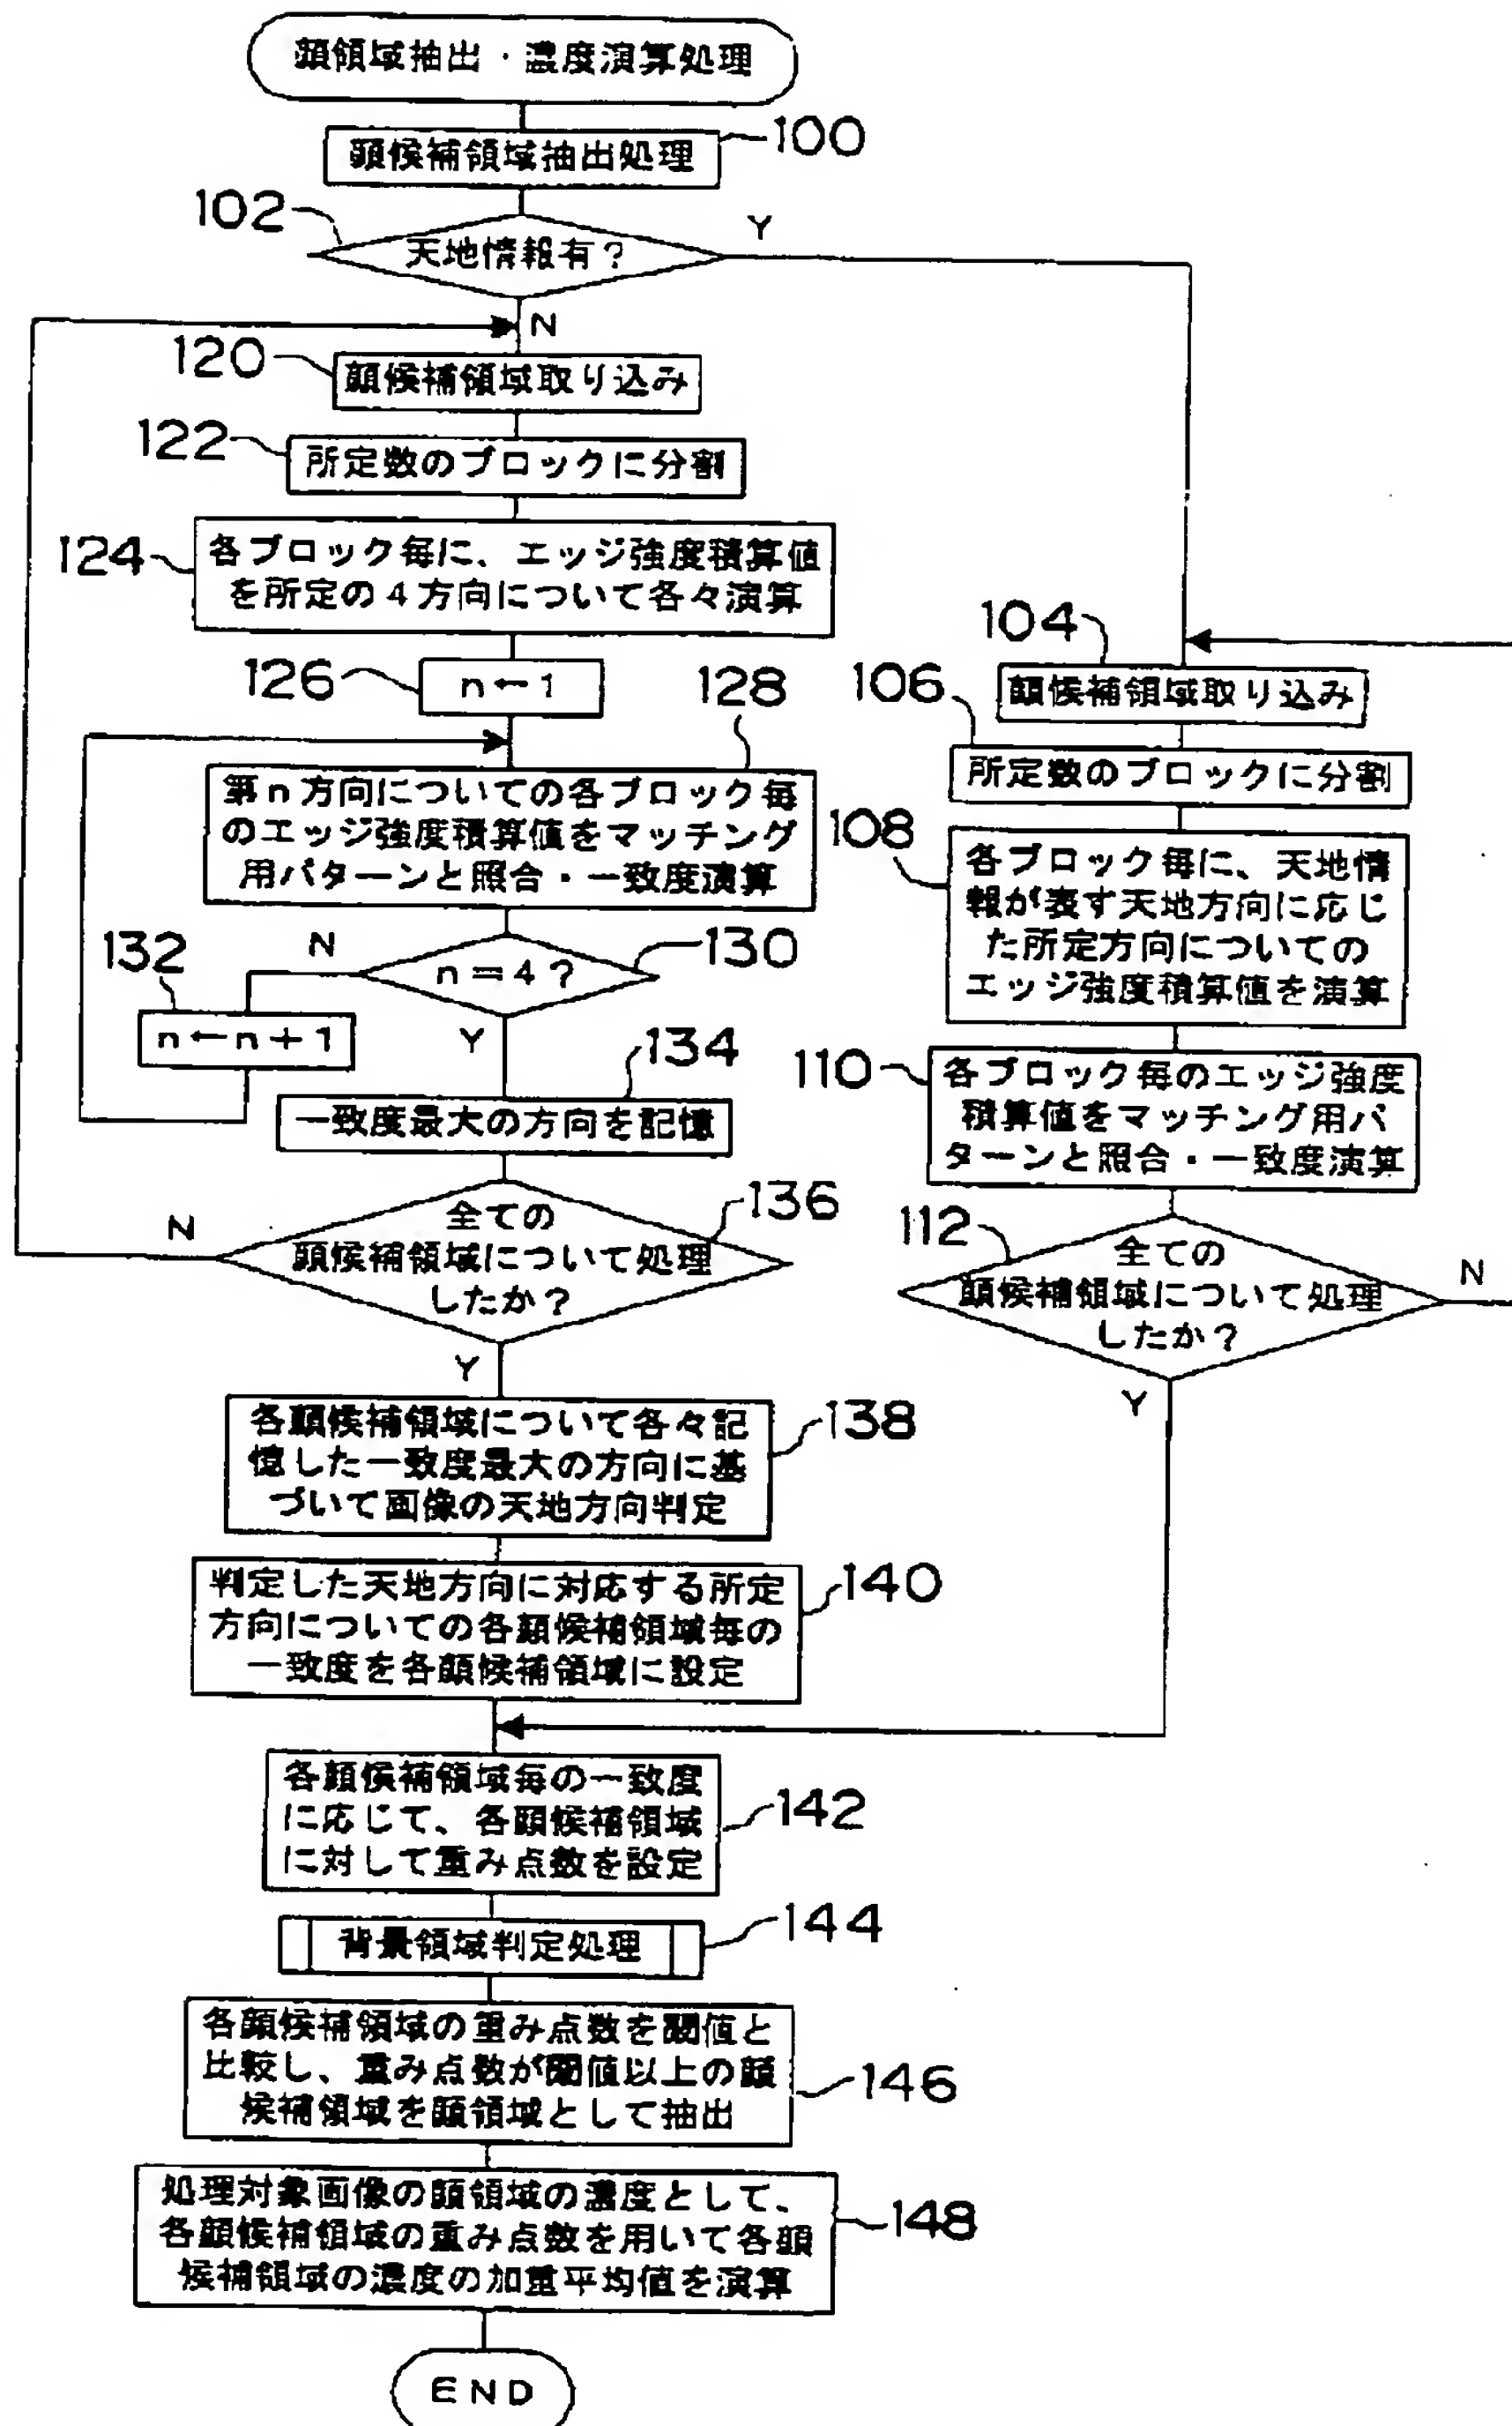 顔領域抽出・濃度演算処理
100
顔候補領域抽出処理
102
天地情報有?
Y
N
120
顔候補領域取り込み
122
所定数のブロックに分割
124
各ブロック毎に、エッジ強度積算値
を所定の4方向について各々演算
126
n←1
128
第n方向についての各ブロック毎
のエッジ強度積算値をマッチング
用パターンと照合・一致度演算
N
130
n=4?
132
n←n+1
Y
134
一致度最大の方向を記憶
136
N
全ての
顔候補領域について処理
したか?
Y
138
各顔候補領域について各々記
憶した一致度最大の方向に基
づいて画像の天地方向判定
140
判定した天地方向に対応する所定
方向についての各顔候補領域毎の
一致度を各顔候補領域に設定
104
顔候補領域取り込み
106
所定数のブロックに分割
108
各ブロック毎に、天地情
報が表す天地方向に応じ
た所定方向についての
エッジ強度積算値を演算
110
各ブロック毎のエッジ強度
積算値をマッチング用パ
ターンと照合・一致度演算
112
全ての
顔候補領域について処理
したか?
N
Y
142
各顔候補領域毎の一致度
に応じて、各顔候補領域
に対して重み点数を設定
144
背景領域判定処理
146
各顔候補領域の重み点数を閾値と
比較し、重み点数が閾値以上の顔
候補領域を顔領域として抽出
148
処理対象画像の顔領域の濃度として、
各顔候補領域の重み点数を用いて各顔
候補領域の濃度の加重平均値を演算
END